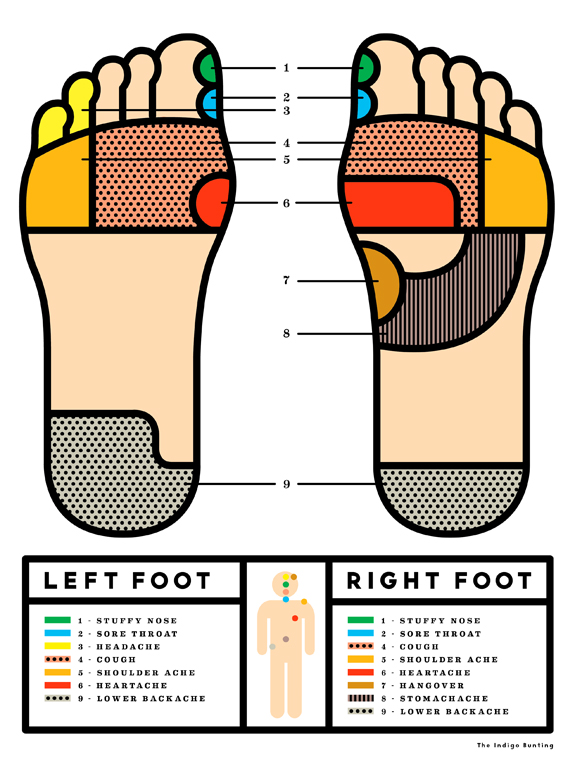 1
2
3
4
5
6
7
8
9
LEFT FOOT
1 - STUFFY NOSE
2 - SORE THROAT
3 - HEADACHE
4 - COUGH
5 - SHOULDER ACHE
6 - HEARTACHE
9 - LOWER BACKACHE
RIGHT FOOT
1 - STUFFY NOSE
2 - SORE THROAT
4 - COUGH
5 - SHOULDER ACHE
6 - HEARTACHE
7 - HANGOVER
8 - STOMACHACHE
9 - LOWER BACKACHE
The Indigo Bunting